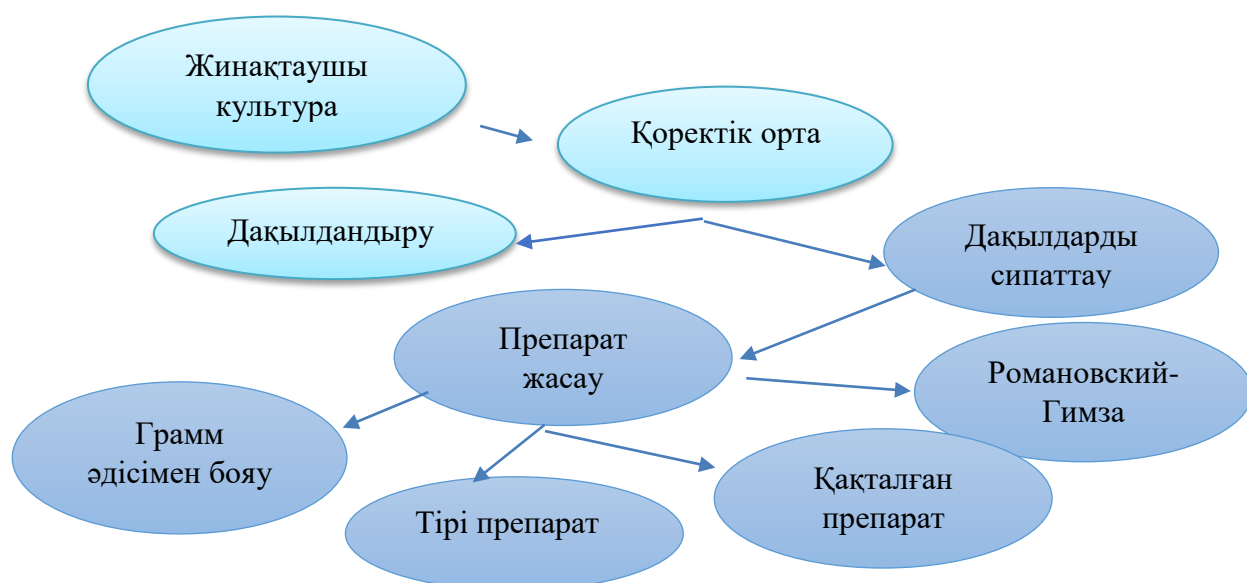 Жинақтаушы
культура
Қоректік орта
Дақылдандыру
Дақылдарды
сипаттау
Препарат
жасау
Романовский-
Гимза
Грамм
әдісімен бояу
Қақталған
препарат
Тірі препарат